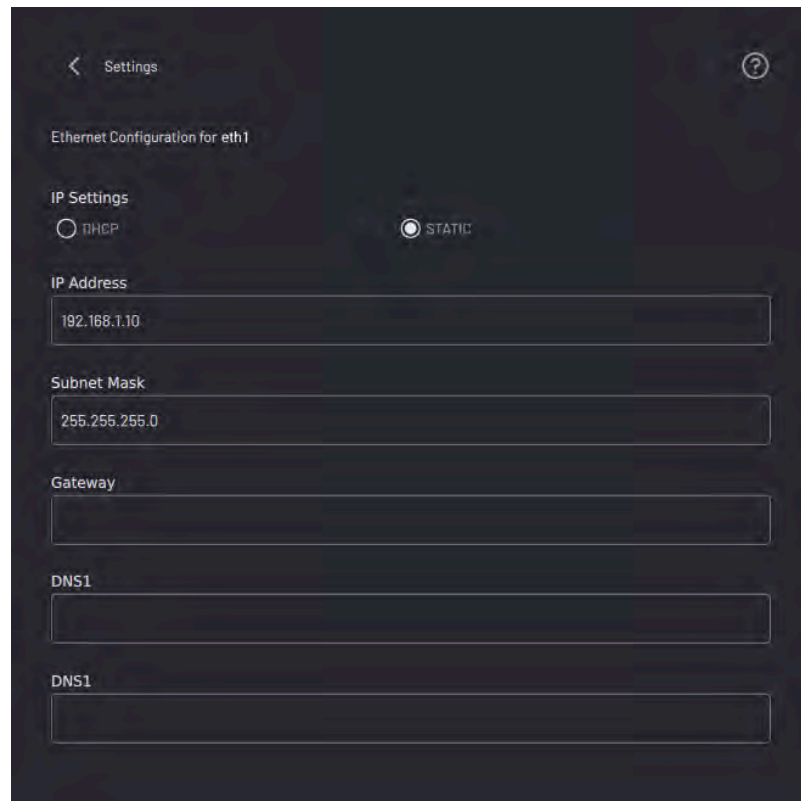 Settings
Ethernet Configuration for eth1
IP Settings
DHCP STATIC
IP Address
192.168.1.10
Subnet Mask
255.255.255.0
Gateway
DNS1
DNS1